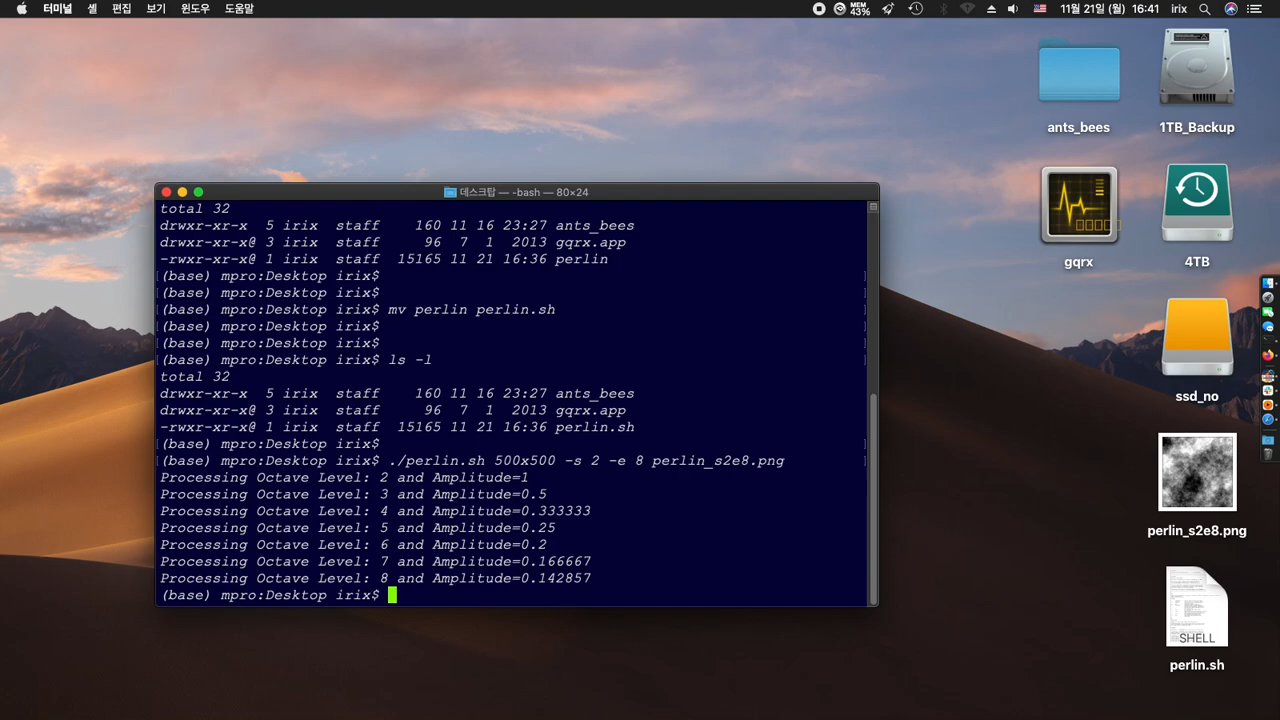 터미널 셸 편집 보기 윈도우 도움말
MEM 43%
11월 21일 (월) 16:41 irix
데스크탑 — -bash — 80×24
total 32
drwxr-xr-x 5 irix staff 160 11 16 23:27 ants_bees
drwxr-xr-x@ 3 irix staff 96 7 1 2013 gqrx.app
-rwxr-xr-x@ 1 irix staff 15165 11 21 16:36 perlin
(base) mpro:Desktop irix$
(base) mpro:Desktop irix$
(base) mpro:Desktop irix$ mv perlin perlin.sh
(base) mpro:Desktop irix$
(base) mpro:Desktop irix$
(base) mpro:Desktop irix$ ls -l
total 32
drwxr-xr-x 5 irix staff 160 11 16 23:27 ants_bees
drwxr-xr-x@ 3 irix staff 96 7 1 2013 gqrx.app
-rwxr-xr-x@ 1 irix staff 15165 11 21 16:36 perlin.sh
(base) mpro:Desktop irix$
(base) mpro:Desktop irix$ ./perlin.sh 500x500 -s 2 -e 8 perlin_s2e8.png
Processing Octave Level: 2 and Amplitude=1
Processing Octave Level: 3 and Amplitude=0.5
Processing Octave Level: 4 and Amplitude=0.333333
Processing Octave Level: 5 and Amplitude=0.25
Processing Octave Level: 6 and Amplitude=0.2
Processing Octave Level: 7 and Amplitude=0.166667
Processing Octave Level: 8 and Amplitude=0.142857
(base) mpro:Desktop irix$
ants_bees
1TB_Backup
gqrx
4TB
ssd_no
perlin_s2e8.png
SHELL
perlin.sh